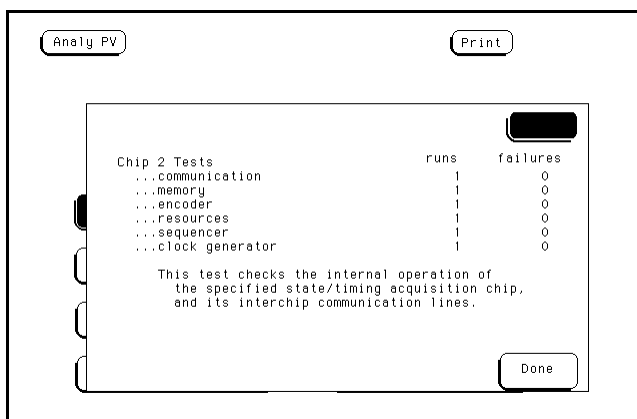 Analy PV
Print
runs failures
Chip 2 Tests
...communication 1 0
...memory 1 0
...encoder 1 0
...resources 1 0
...sequencer 1 0
...clock generator 1 0
This test checks the internal operation of
the specified state/timing acquisition chip,
and its interchip communication lines.
Done